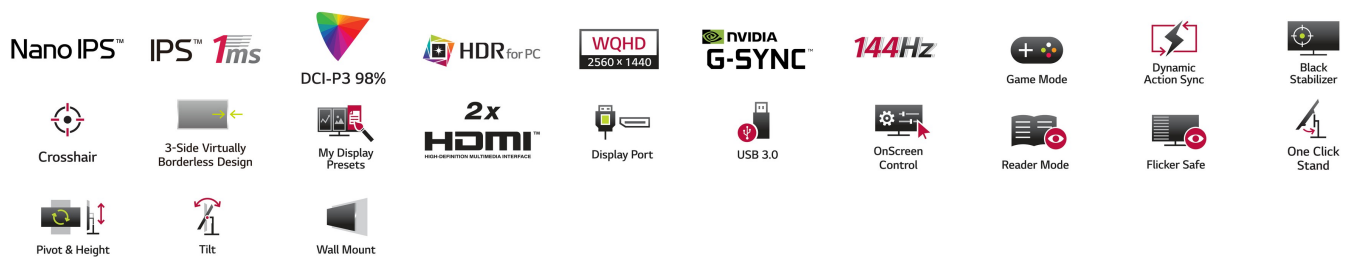 Nano IPS™
IPS™ 1ms
DCI-P3 98%
HDR for PC
WQHD
2560 × 1440
NVIDIA
G-SYNC™
144Hz
Game Mode
Dynamic
Action Sync
Black
Stabilizer
Crosshair
3-Side Virtually
Borderless Design
My Display
Presets
2x
HDMI™
HIGH-DEFINITION MULTIMEDIA INTERFACE
Display Port
USB 3.0
OnScreen
Control
Reader Mode
Flicker Safe
One Click
Stand
Pivot & Height
Tilt
Wall Mount